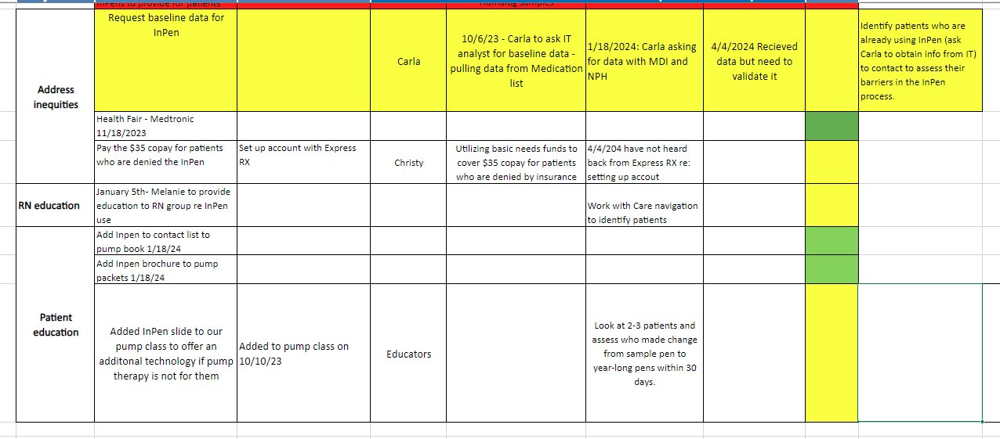 InPens to provide for patients
Humalog samples
Address
inequities
Request baseline data for
InPen
Carla
10/6/23 - Carla to ask IT
analyst for baseline data -
pulling data from Medication
list
1/18/2024: Carla asking
for data with MDI and
NPH
4/4/2024 Recieved
data but need to
validate it
Identify patients who are
already using InPen (ask
Carla to obtain info from IT)
to contact to assess their
barriers in the InPen
process.
Health Fair - Medtronic
11/18/2023
Pay the $35 copay for patients
who are denied the InPen
Set up account with Express
RX
Christy
Utilizing basic needs funds to
cover $35 copay for patients
who are denied by insurance
4/4/204 have not heard
back from Express RX re:
setting up accout
RN education
January 5th- Melanie to provide
education to RN group re InPen
use
Work with Care navigation
to identify patients
Patient
education
Add Inpen to contact list to
pump book 1/18/24
Add Inpen brochure to pump
packets 1/18/24
Added InPen slide to our
pump class to offer an
additonal technology if pump
therapy is not for them
Added to pump class on
10/10/23
Educators
Look at 2-3 patients and
assess who made change
from sample pen to
year-long pens within 30
days.